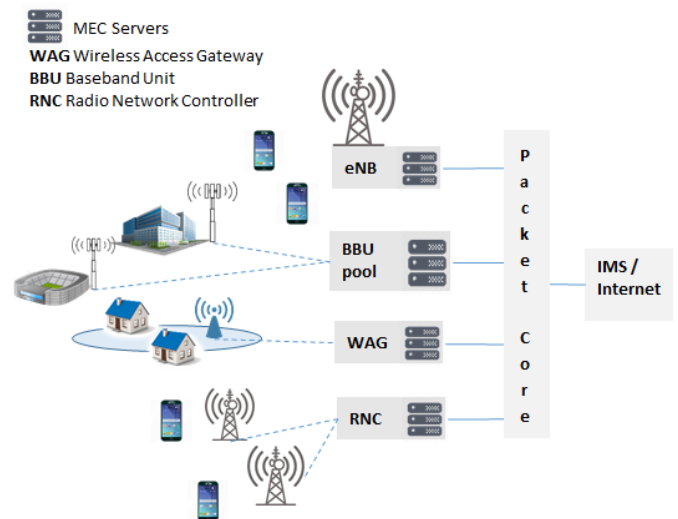 MEC Servers
WAG Wireless Access Gateway
BBU Baseband Unit
RNC Radio Network Controller
eNB
BBU
pool
WAG
RNC
P
a
c
k
e
t
C
o
r
e
IMS /
Internet